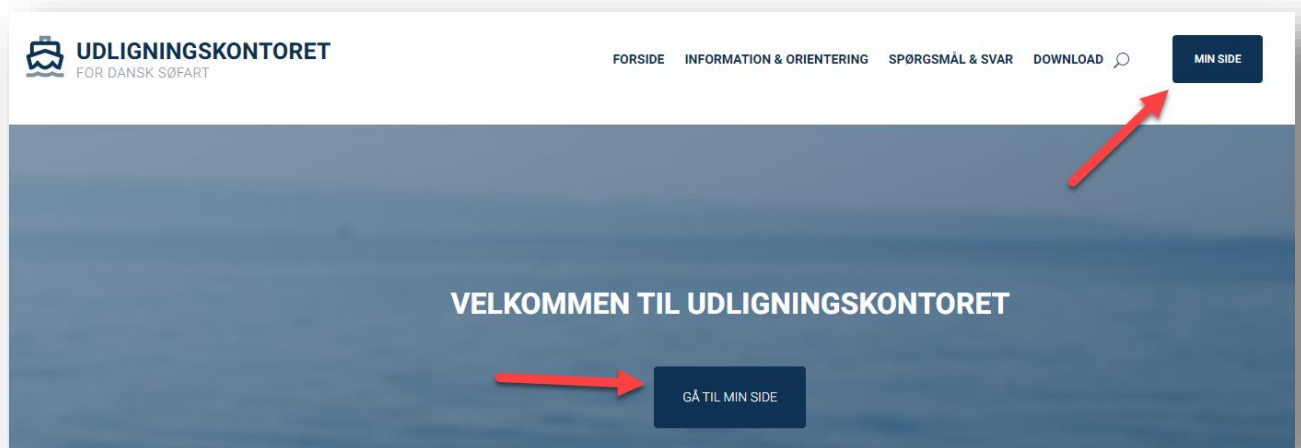 UDLIGNINGSKONTORET
FOR DANSK SØFART
FORSIDE INFORMATION & ORIENTERING SPØRGSMÅL & SVAR DOWNLOAD MIN SIDE
VELKOMMEN TIL UDLIGNINGSKONTORET
GÅ TIL MIN SIDE